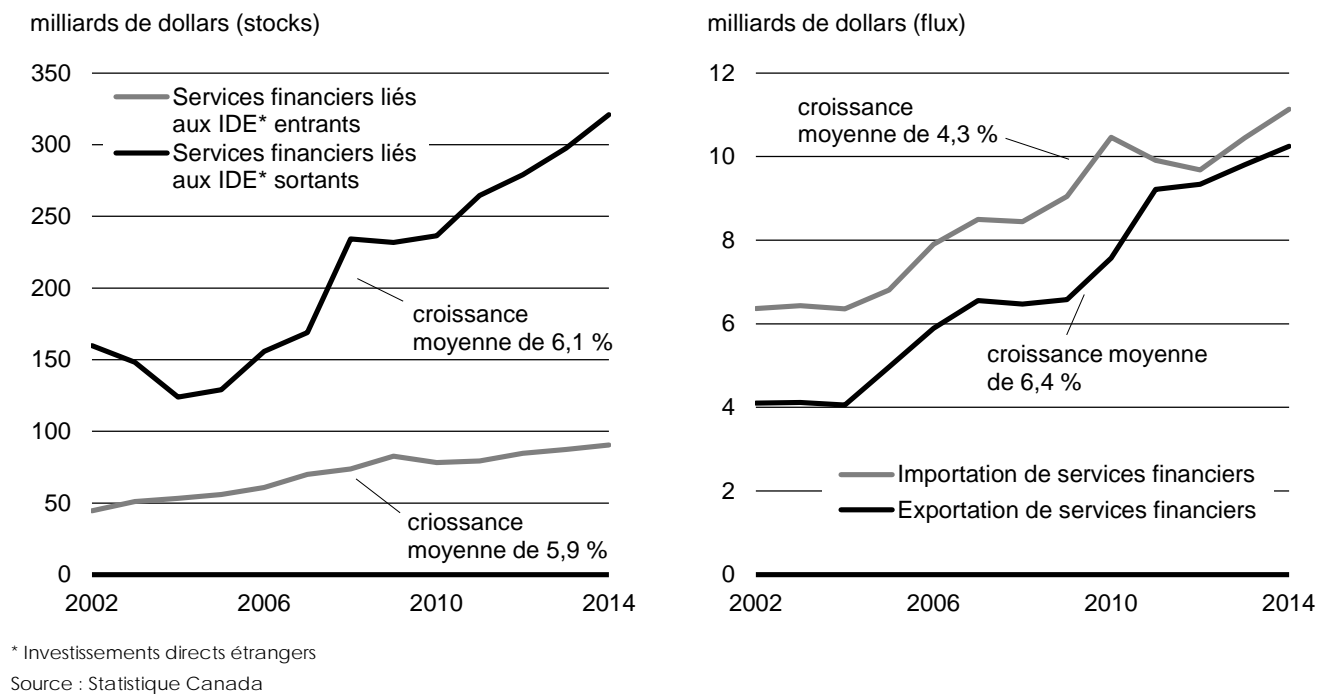 milliards de dollars (stocks)
350
300
250
200
150
100
50
0
2002
2006
2010
2014
Services financiers liés
aux IDE* entrants
Services financiers liés
aux IDE* sortants
croissance
moyenne de 6,1 %
criossance
moyenne de 5,9 %
milliards de dollars (flux)
12
10
8
6
4
2
0
2002
2006
2010
2014
croissance
moyenne de 4,3 %
croissance moyenne
de 6,4 %
Importation de services financiers
Exportation de services financiers
* Investissements directs étrangers
Source : Statistique Canada